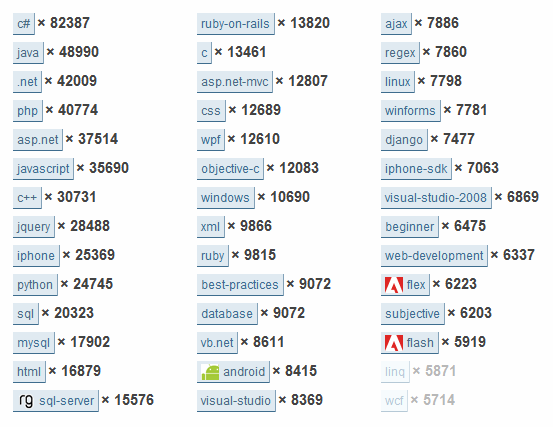 c# × 82387
java × 48990
.net × 42009
php × 40774
asp.net × 37514
javascript × 35690
c++ × 30731
jquery × 28488
iphone × 25369
python × 24745
sql × 20323
mysql × 17902
html × 16879
rg sql-server × 15576
ruby-on-rails × 13820
c × 13461
asp.net-mvc × 12807
css × 12689
wpf × 12610
objective-c × 12083
windows × 10690
xml × 9866
ruby × 9815
best-practices × 9072
database × 9072
vb.net × 8611
android × 8415
visual-studio × 8369
ajax × 7886
regex × 7860
linux × 7798
winforms × 7781
django × 7477
iphone-sdk × 7063
visual-studio-2008 × 6869
beginner × 6475
web-development × 6337
flex × 6223
subjective × 6203
flash × 5919
linq × 5871
wcf × 5714